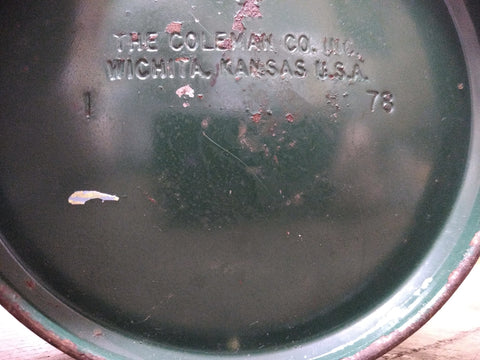 THE COLEMAN CO. INC.
WICHITA, KANSAS U.S.A.
1 78